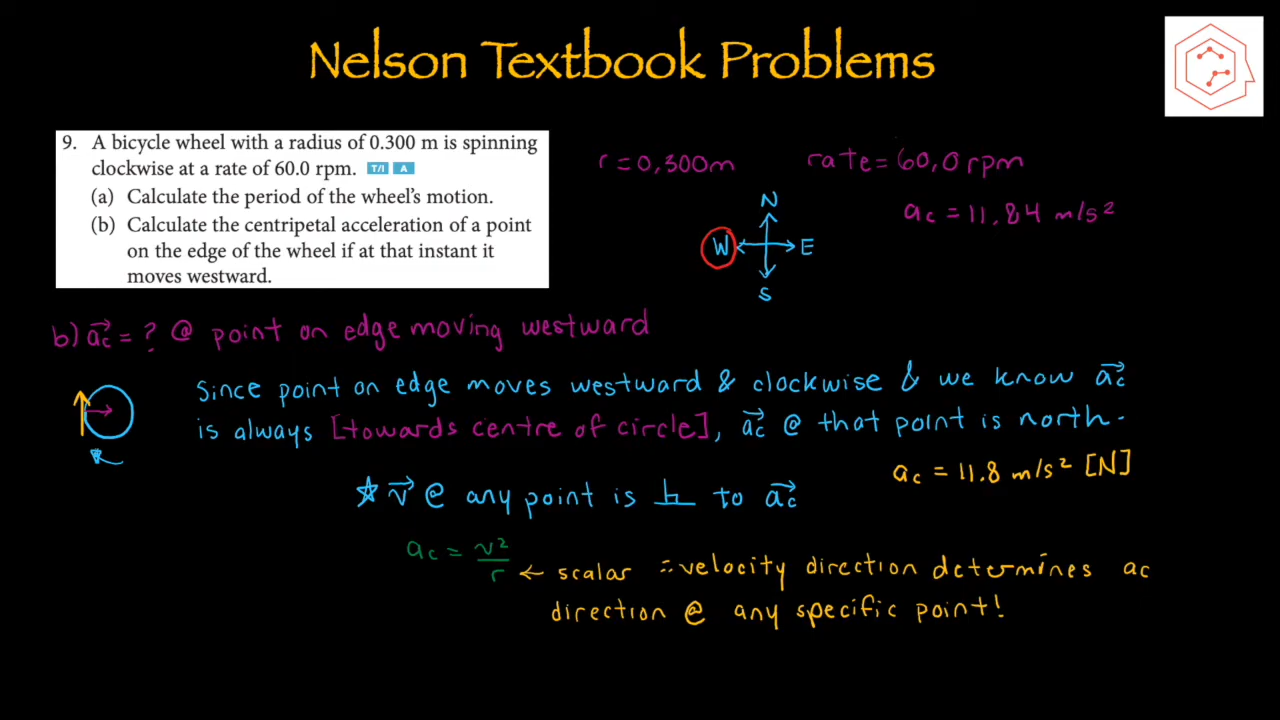 Nelson Textbook Problems
9. A bicycle wheel with a radius of 0.300 m is spinning
clockwise at a rate of 60.0 rpm. T/I A
(a) Calculate the period of the wheel's motion.
(b) Calculate the centripetal acceleration of a point
on the edge of the wheel if at that instant it
moves westward.
r = 0.300m
rate = 60.0 rpm
ac = 11.84 m/s²
N
W E
S
b) ac→ = ? @ point on edge moving westward
Since point on edge moves westward & clockwise & we know ac→
is always [towards centre of circle], ac→ @ that point is north.
ac = 11.8 m/s² [N]
☆ v→ @ any point is ⊥ to ac→
ac = v²/r ← scalar ∴ velocity direction determines ac
direction @ any specific point!